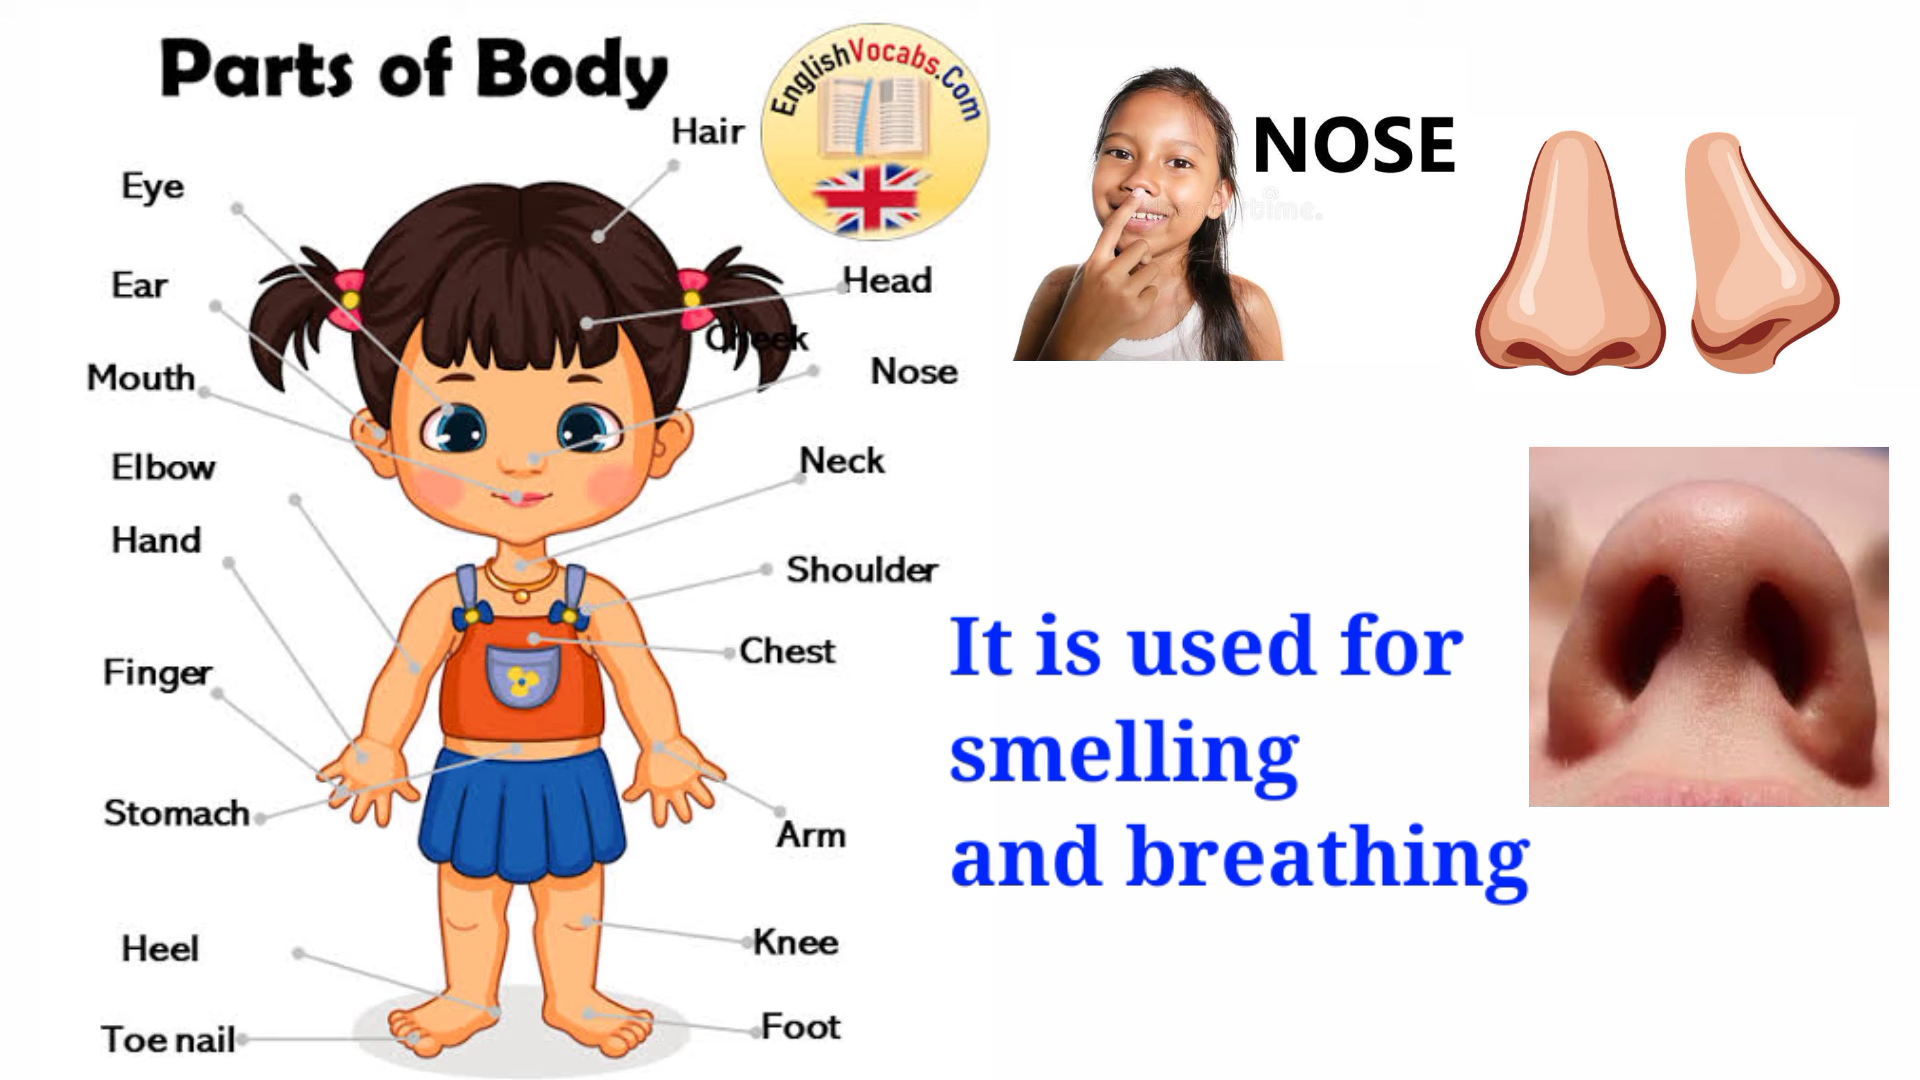 Parts of Body
EnglishVocabs.Com
Hair
Eye
Ear
Mouth
Elbow
Hand
Finger
Stomach
Heel
Toe nail
Head
Cheek
Nose
Neck
Shoulder
Chest
Arm
Knee
Foot
NOSE
It is used for
smelling
and breathing